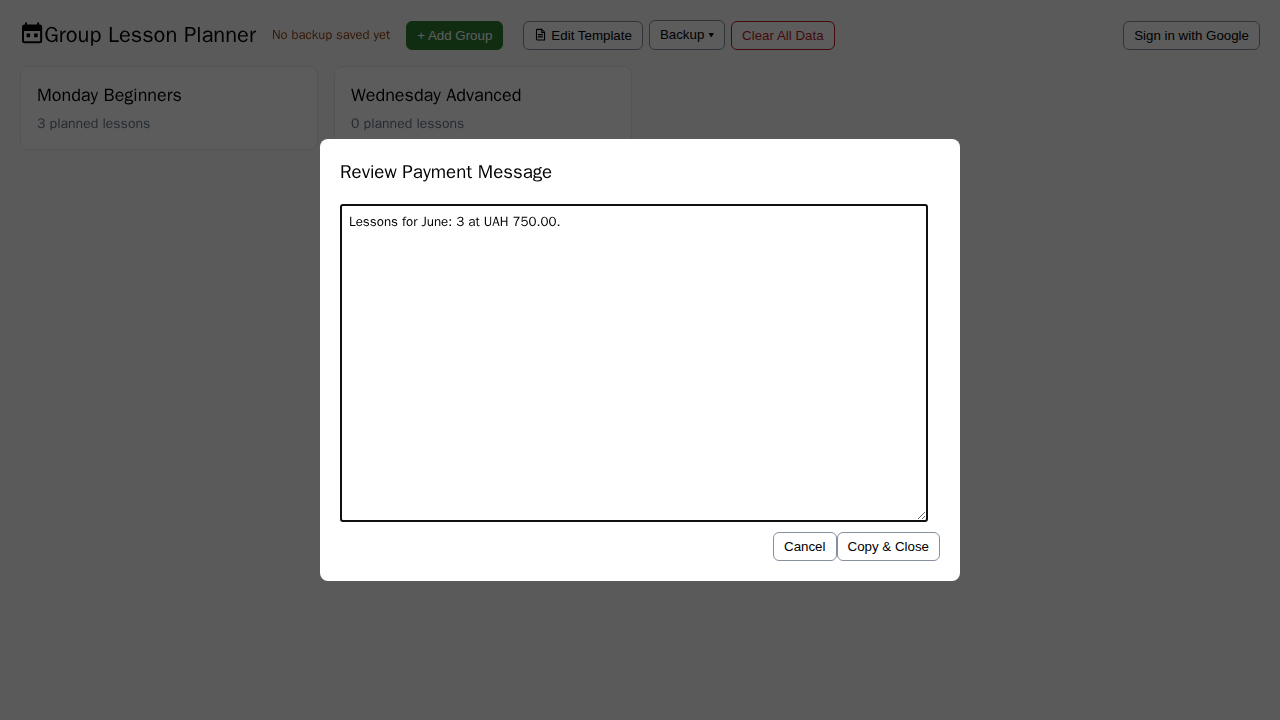 Group Lesson Planner
No backup saved yet
+ Add Group
Edit Template
Backup ▾
Clear All Data
Sign in with Google
Monday Beginners
3 planned lessons
Wednesday Advanced
0 planned lessons
Review Payment Message
Lessons for June: 3 at UAH 750.00.
Cancel
Copy & Close